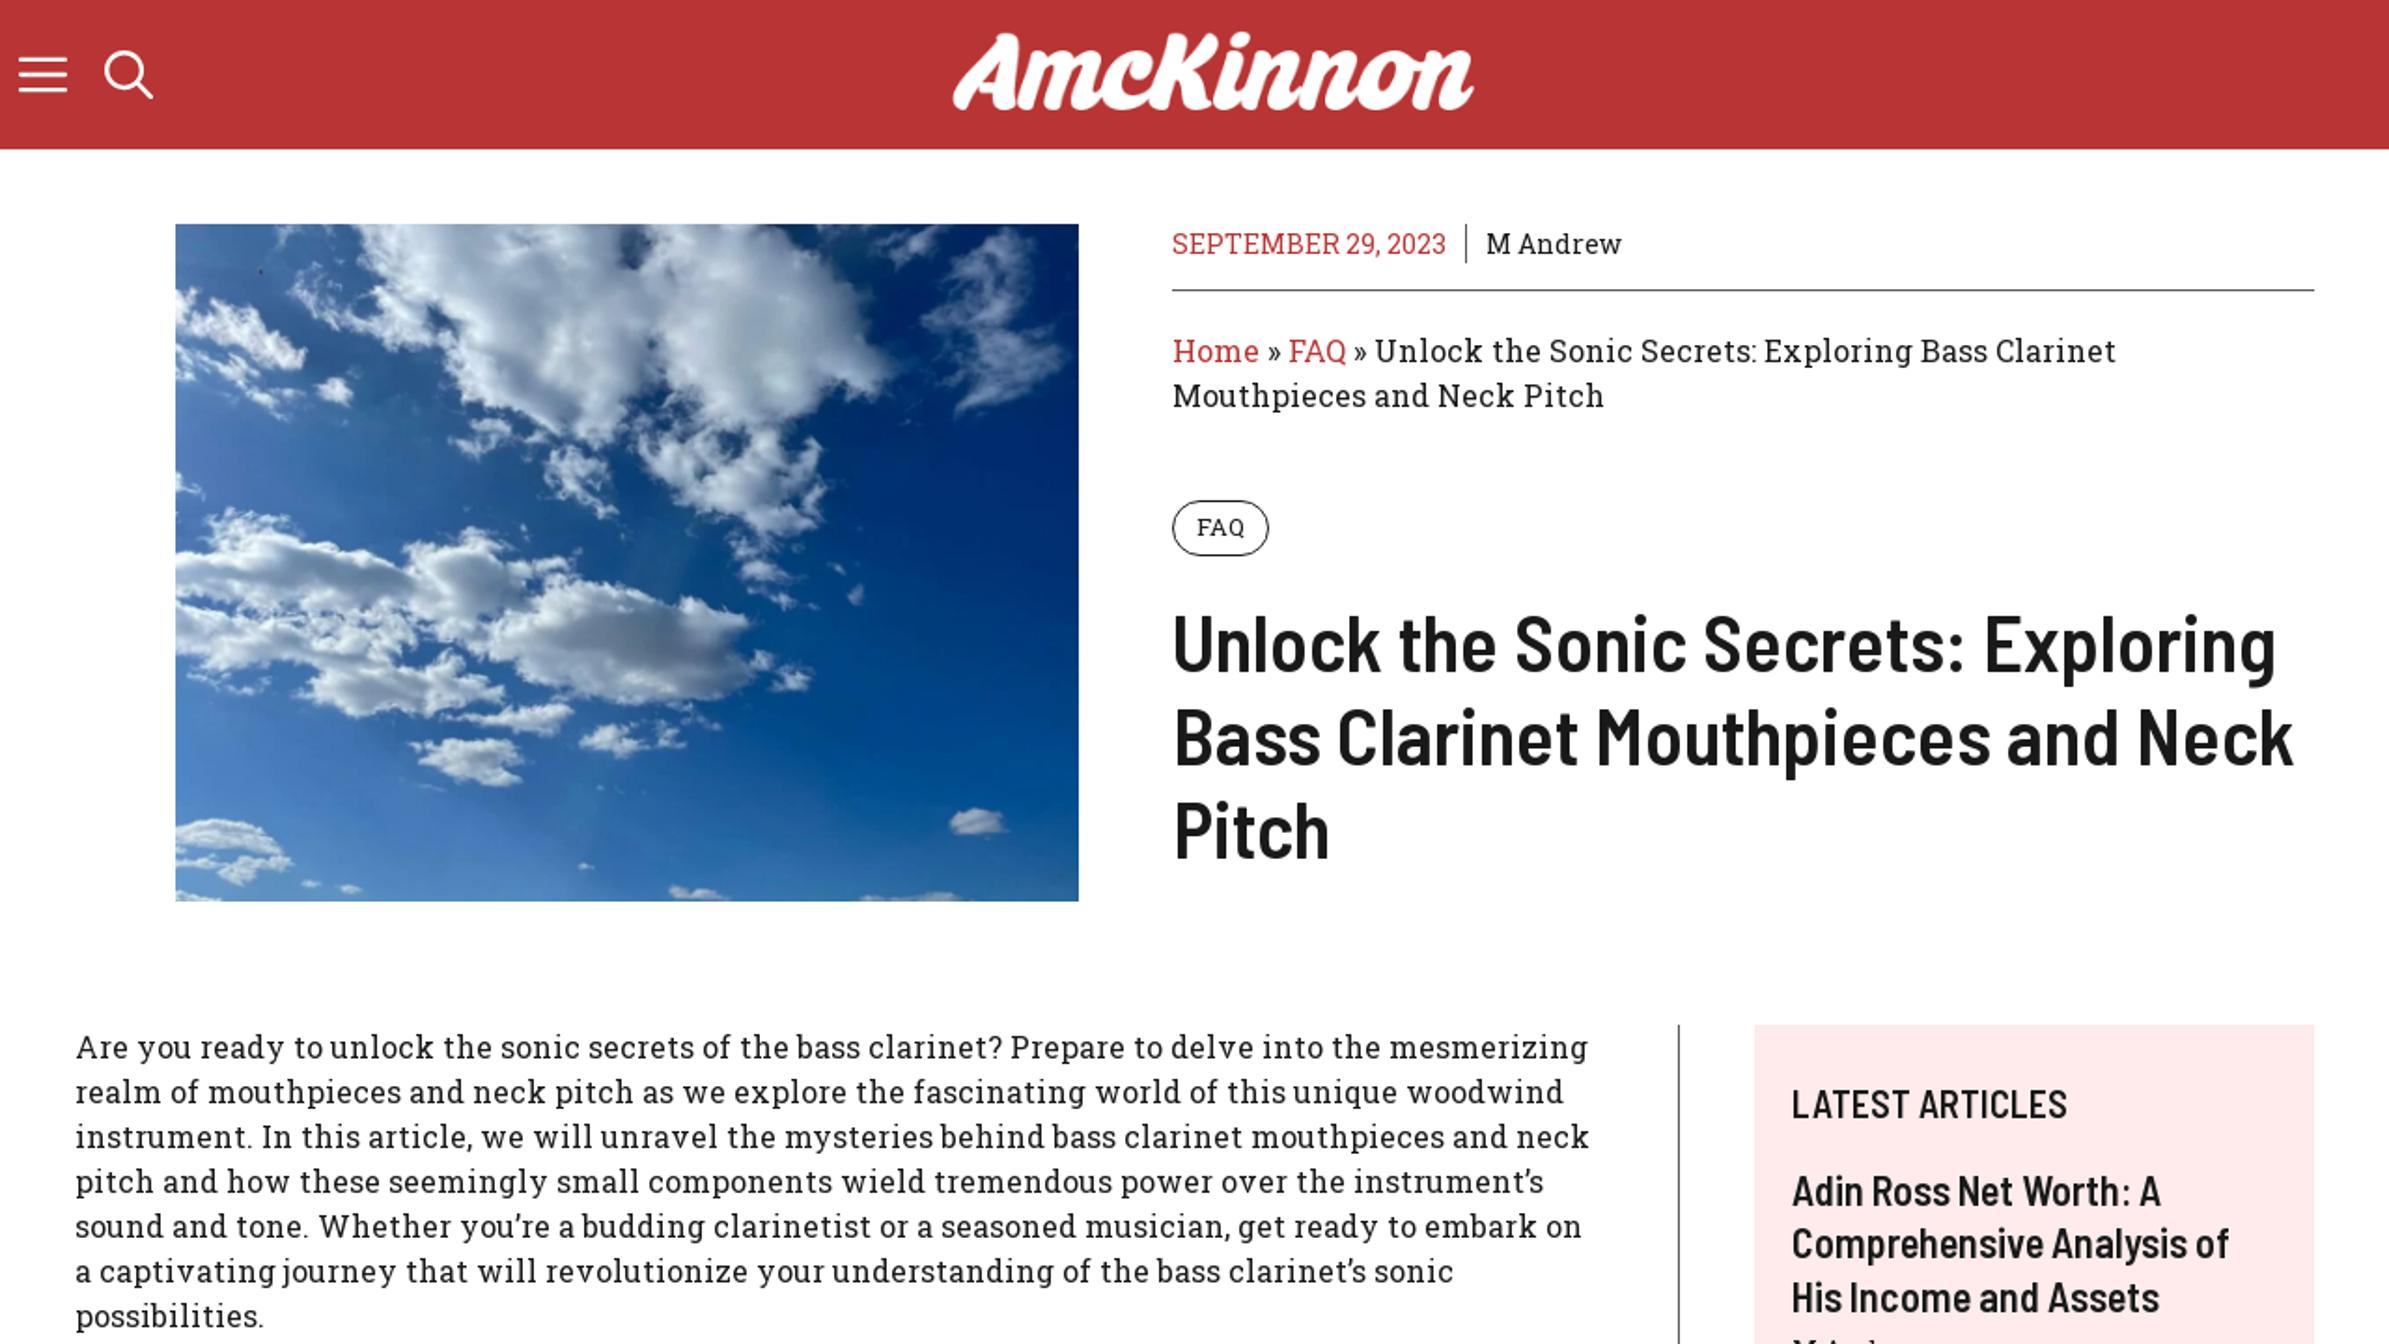 AmcKinnon
SEPTEMBER 29, 2023 M Andrew
Home » FAQ » Unlock the Sonic Secrets: Exploring Bass Clarinet
Mouthpieces and Neck Pitch
FAQ
Unlock the Sonic Secrets: Exploring
Bass Clarinet Mouthpieces and Neck
Pitch
Are you ready to unlock the sonic secrets of the bass clarinet? Prepare to delve into the mesmerizing
realm of mouthpieces and neck pitch as we explore the fascinating world of this unique woodwind
instrument. In this article, we will unravel the mysteries behind bass clarinet mouthpieces and neck
pitch and how these seemingly small components wield tremendous power over the instrument’s
sound and tone. Whether you’re a budding clarinetist or a seasoned musician, get ready to embark on
a captivating journey that will revolutionize your understanding of the bass clarinet’s sonic
possibilities.
LATEST ARTICLES
Adin Ross Net Worth: A
Comprehensive Analysis of
His Income and Assets